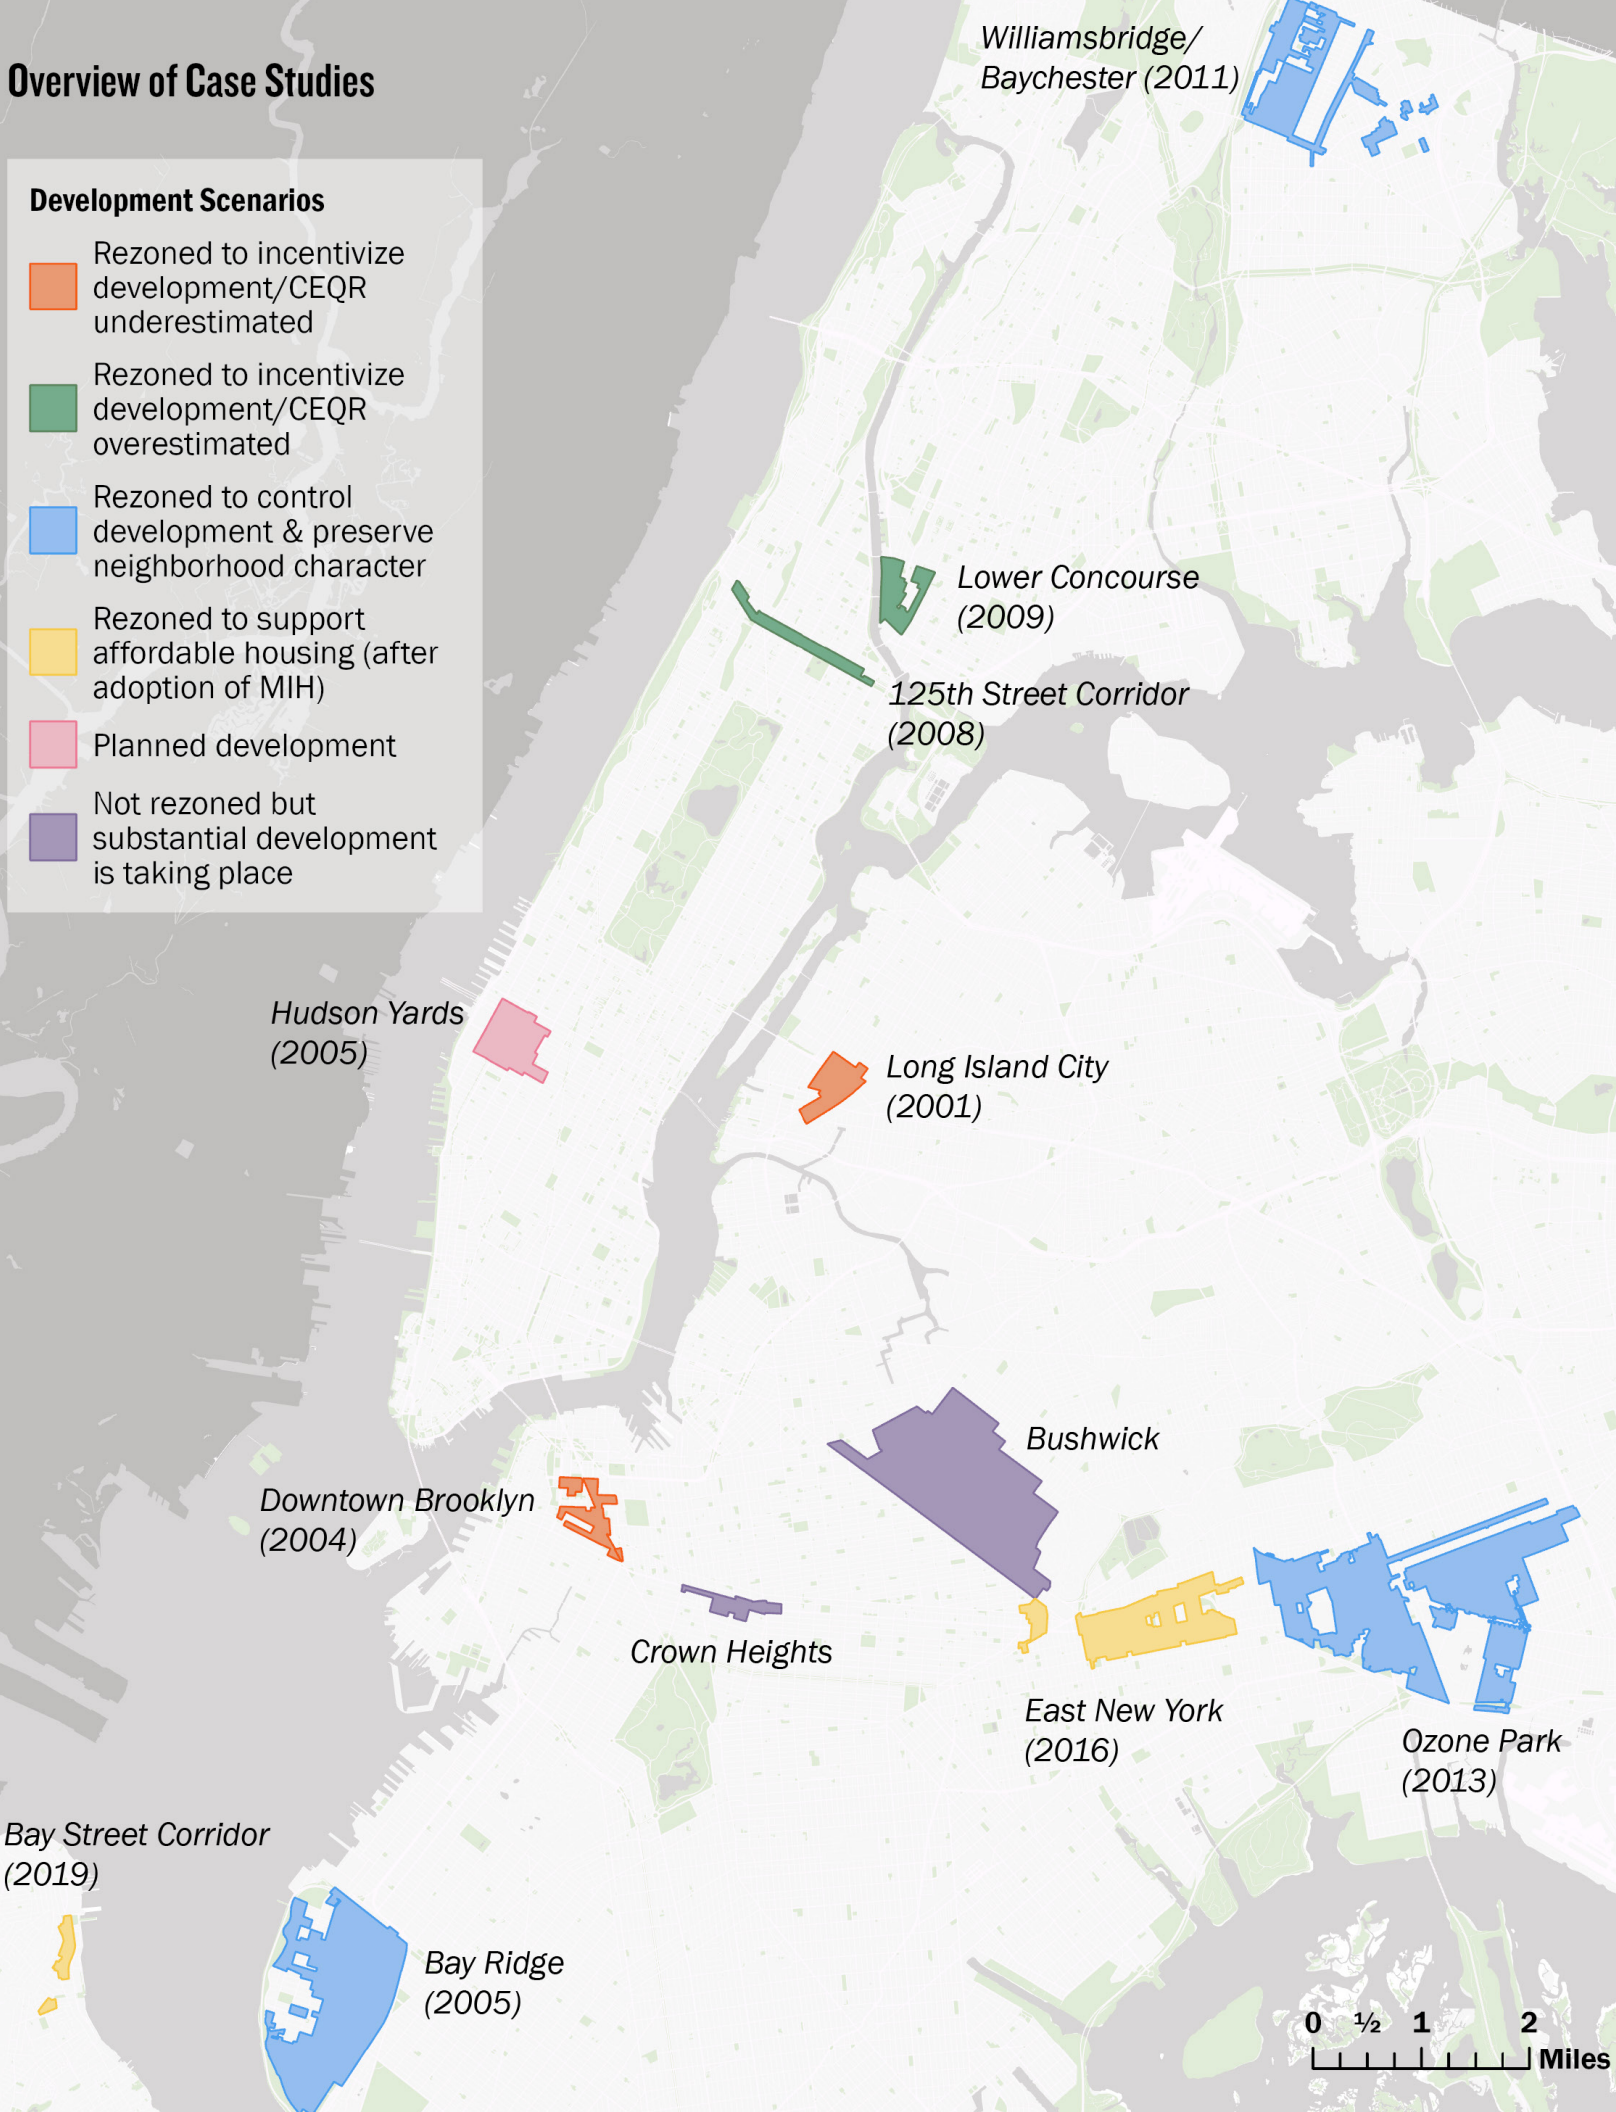 Overview of Case Studies
Development Scenarios
Rezoned to incentivize
development/CEQR
underestimated
Rezoned to incentivize
development/CEQR
overestimated
Rezoned to control
development & preserve
neighborhood character
Rezoned to support
affordable housing (after
adoption of MIH)
Planned development
Not rezoned but
substantial development
is taking place
Williamsbridge/
Baychester (2011)
Lower Concourse
(2009)
125th Street Corridor
(2008)
Hudson Yards
(2005)
Long Island City
(2001)
Bushwick
Downtown Brooklyn
(2004)
Crown Heights
East New York
(2016)
Ozone Park
(2013)
Bay Street Corridor
(2019)
Bay Ridge
(2005)
0 ½ 1 2
Miles